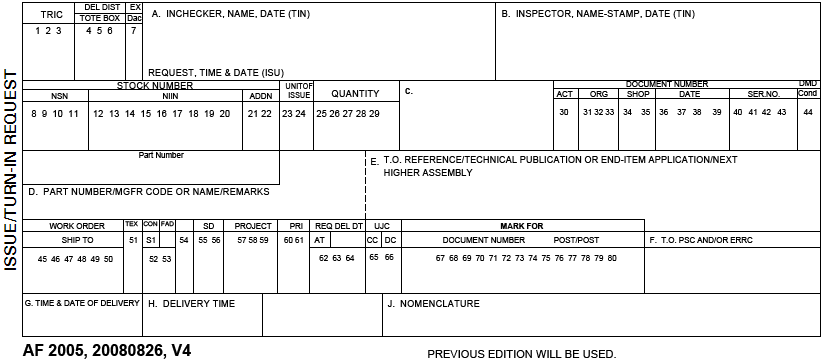 ISSUE/TURN-IN REQUEST
TRIC
DEL DIST
TOTE BOX
EX
Dac
A. INCHECKER, NAME, DATE (TIN)
B. INSPECTOR, NAME-STAMP, DATE (TIN)
1 2 3
4 5 6
7
REQUEST, TIME & DATE (ISU)
STOCK NUMBER
UNITOF
ISSUE
QUANTITY
C.
DOCUMENT NUMBER
DMD
NSN
NIIN
ADDN
ACT
ORG
SHOP
DATE
SER.NO.
Cond
8 9 10 11
12 13 14 15 16 17 18 19 20
21 22
23 24
25 26 27 28 29
30
31 32 33
34 35
36 37 38 39
40 41 42 43
44
Part Number
D. PART NUMBER/MGFR CODE OR NAME/REMARKS
E. T.O. REFERENCE/TECHNICAL PUBLICATION OR END-ITEM APPLICATION/NEXT
HIGHER ASSEMBLY
WORK ORDER
TEX
CON
FAD
SD
PROJECT
PRI
REQ DEL DT
UJC
MARK FOR
SHIP TO
51
S1
54
55 56
57 58 59
60 61
AT
CC
DC
DOCUMENT NUMBER
POST/POST
F. T.O. PSC AND/OR ERRC
45 46 47 48 49 50
52 53
62 63 64
65 66
67 68 69 70 71 72 73 74 75 76 77 78 79 80
G. TIME & DATE OF DELIVERY
H. DELIVERY TIME
J. NOMENCLATURE
AF 2005, 20080826, V4
PREVIOUS EDITION WILL BE USED.